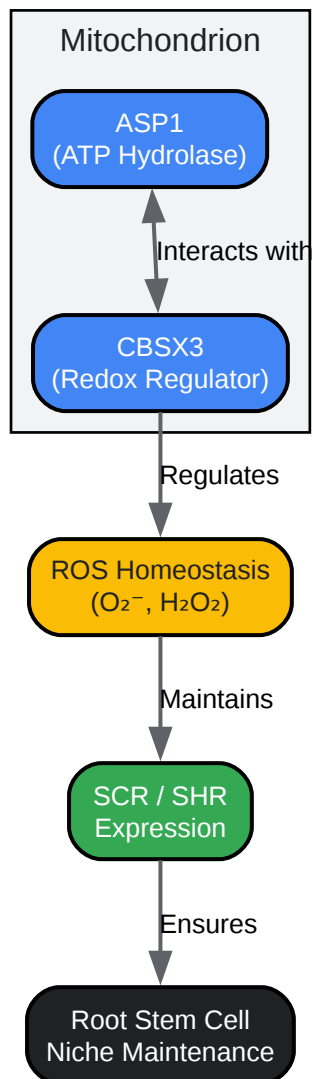 Mitochondrion
ASP1
(ATP Hydrolase)
Interacts with
CBSX3
(Redox Regulator)
Regulates
ROS Homeostasis
(O₂⁻, H₂O₂)
Maintains
SCR / SHR
Expression
Ensures
Root Stem Cell
Niche Maintenance